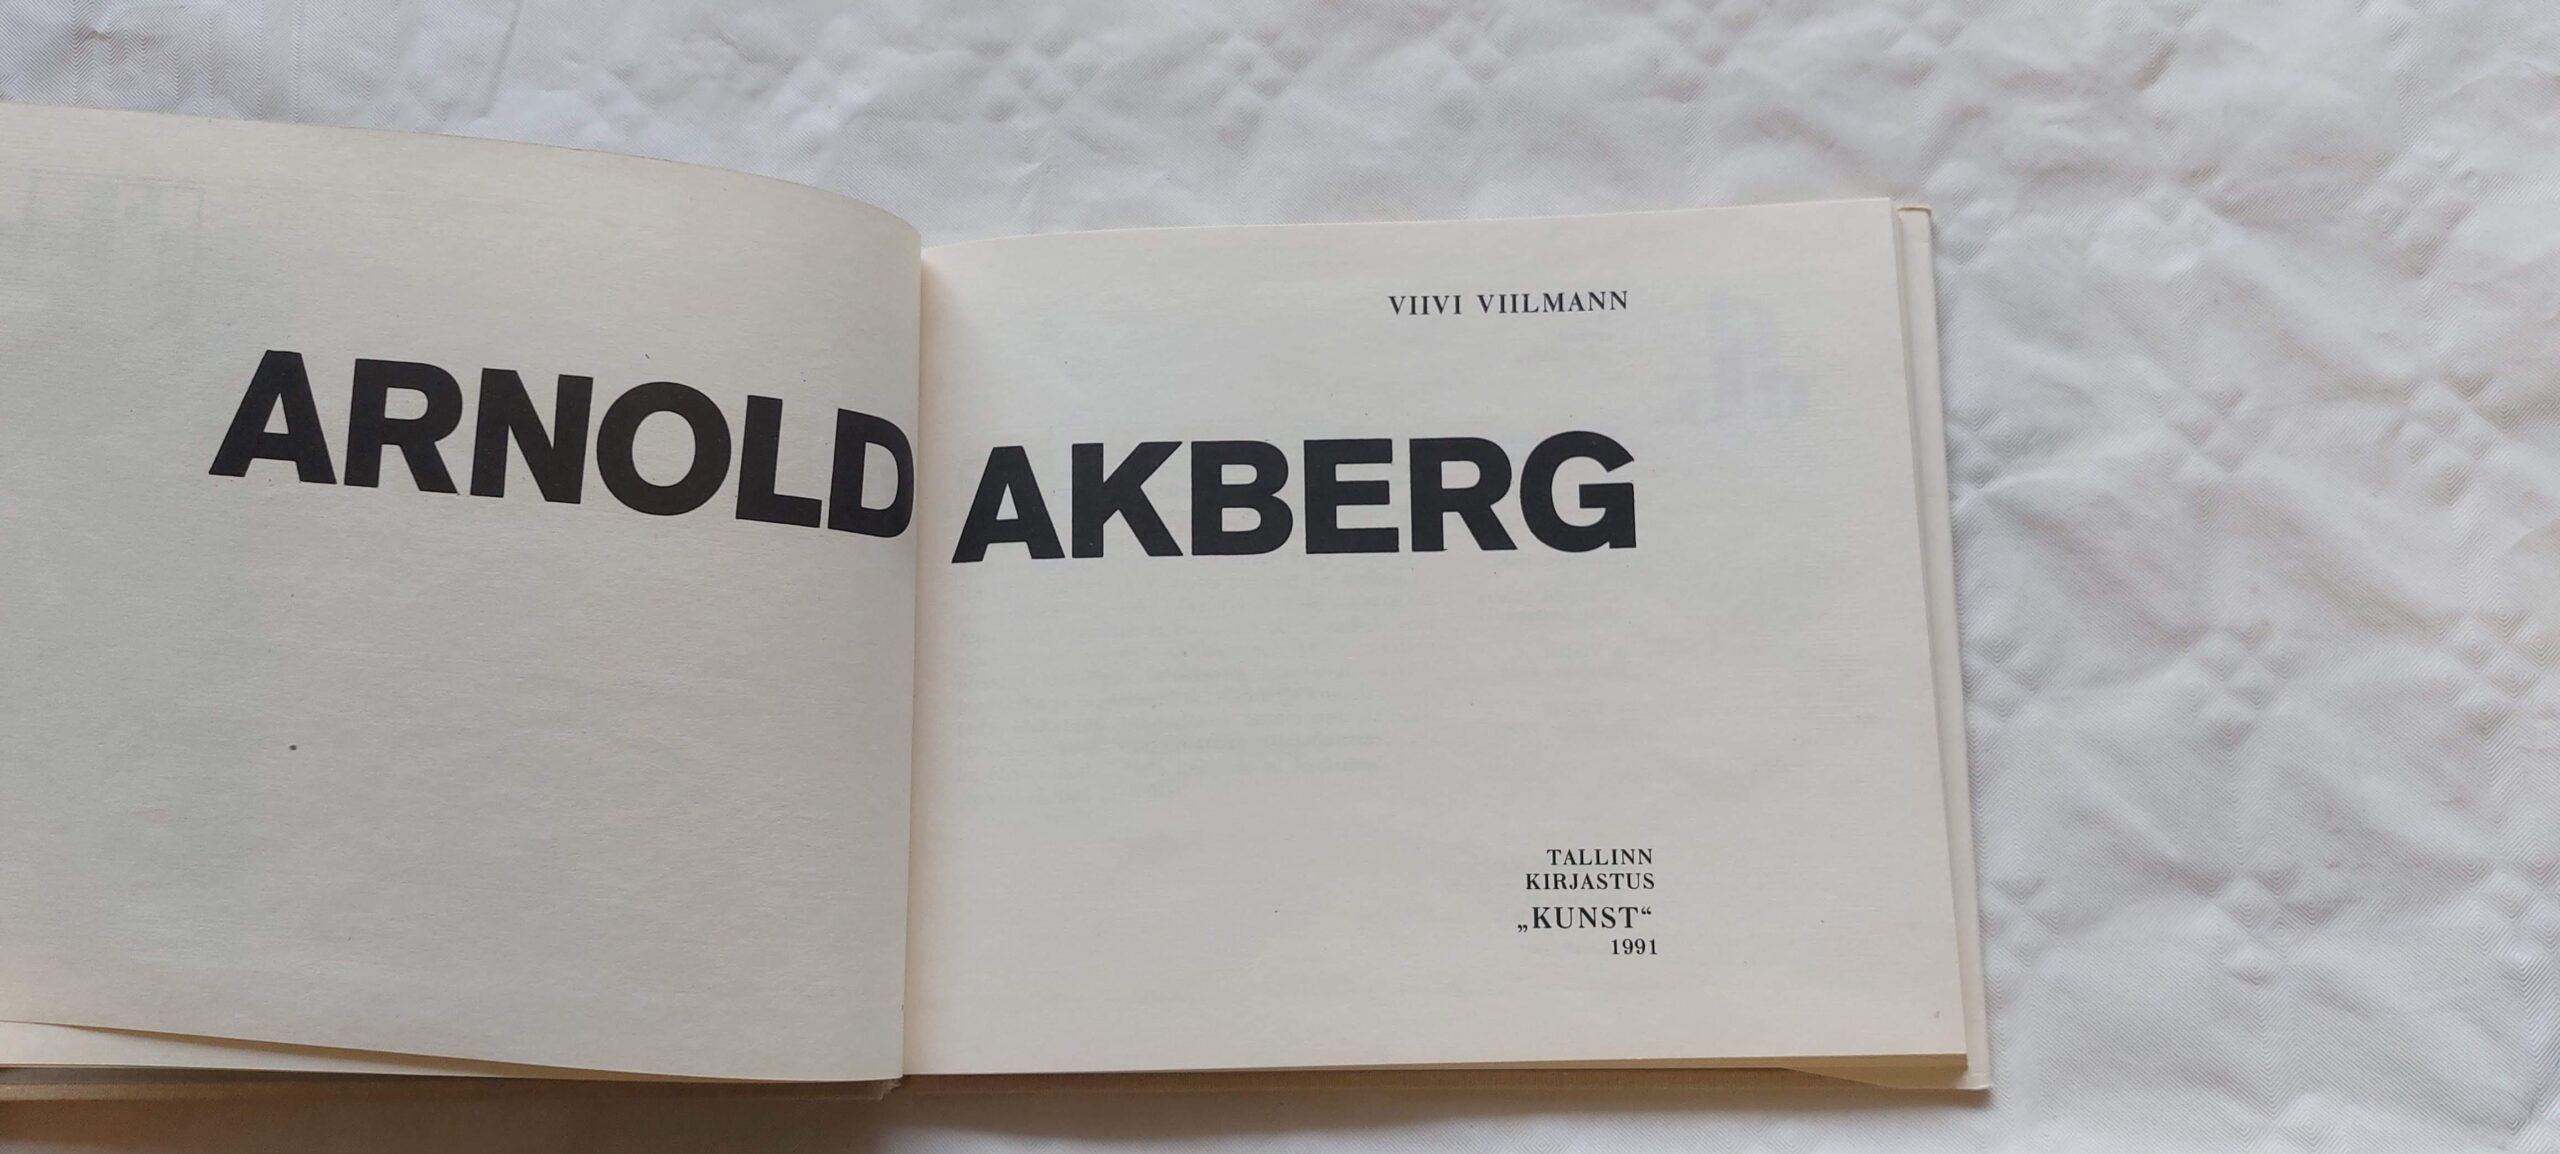 VIIVI VIILMANN
ARNOLD AKBERG
TALLINN
KIRJASTUS
„KUNST“
1991